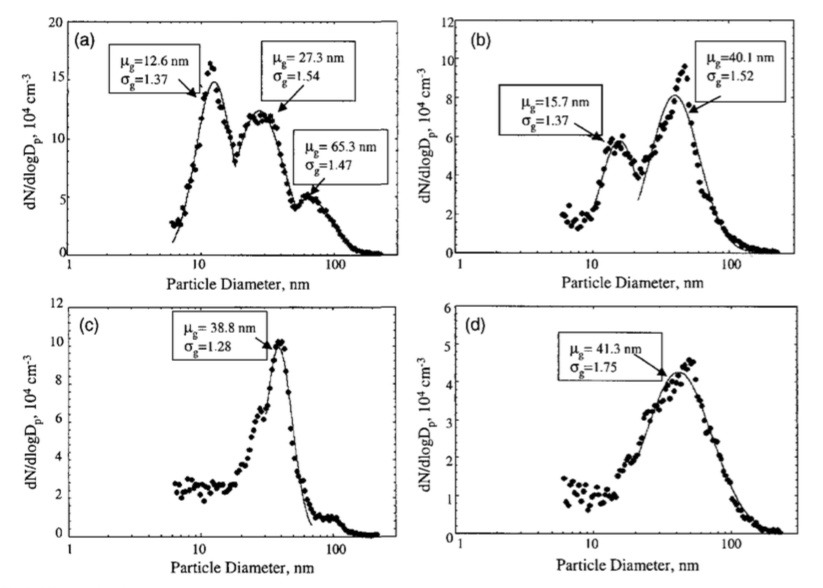 (a)
20
15
10
5
0
1
10
100
dN/dlogDp, 10⁴ cm⁻³
Particle Diameter, nm
μg=12.6 nm
σg=1.37
μg= 27.3 nm
σg=1.54
μg= 65.3 nm
σg=1.47
(b)
12
10
8
6
4
2
0
1
10
100
dN/dlogDp, 10⁴ cm⁻³
Particle Diameter, nm
μg=15.7 nm
σg=1.37
μg=40.1 nm
σg=1.52
(c)
12
10
8
6
4
2
0
1
10
100
dN/dlogDp, 10⁴ cm⁻³
Particle Diameter, nm
μg= 38.8 nm
σg=1.28
(d)
6
5
4
3
2
1
0
1
10
100
dN/dlogDp, 10⁴ cm⁻³
Particle Diameter, nm
μg= 41.3 nm
σg=1.75